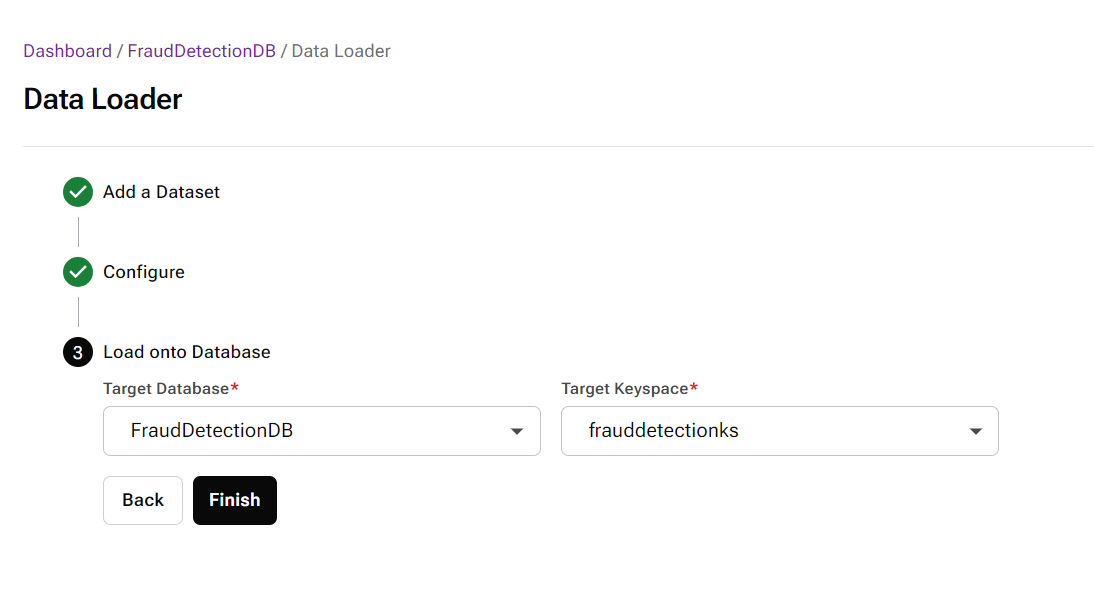 Dashboard / FraudDetectionDB / Data Loader
Data Loader
Add a Dataset
Configure
3 Load onto Database
Target Database* Target Keyspace*
FraudDetectionDB frauddetectionks
Back Finish